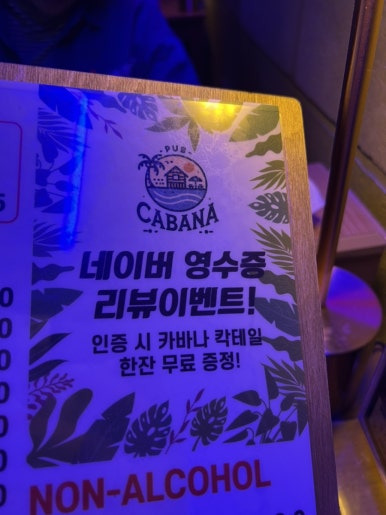 PUB
CABANA
네이버 영수증
리뷰이벤트!
인증 시 카바나 칵테일
한잔 무료 증정!
NON-ALCOHOL